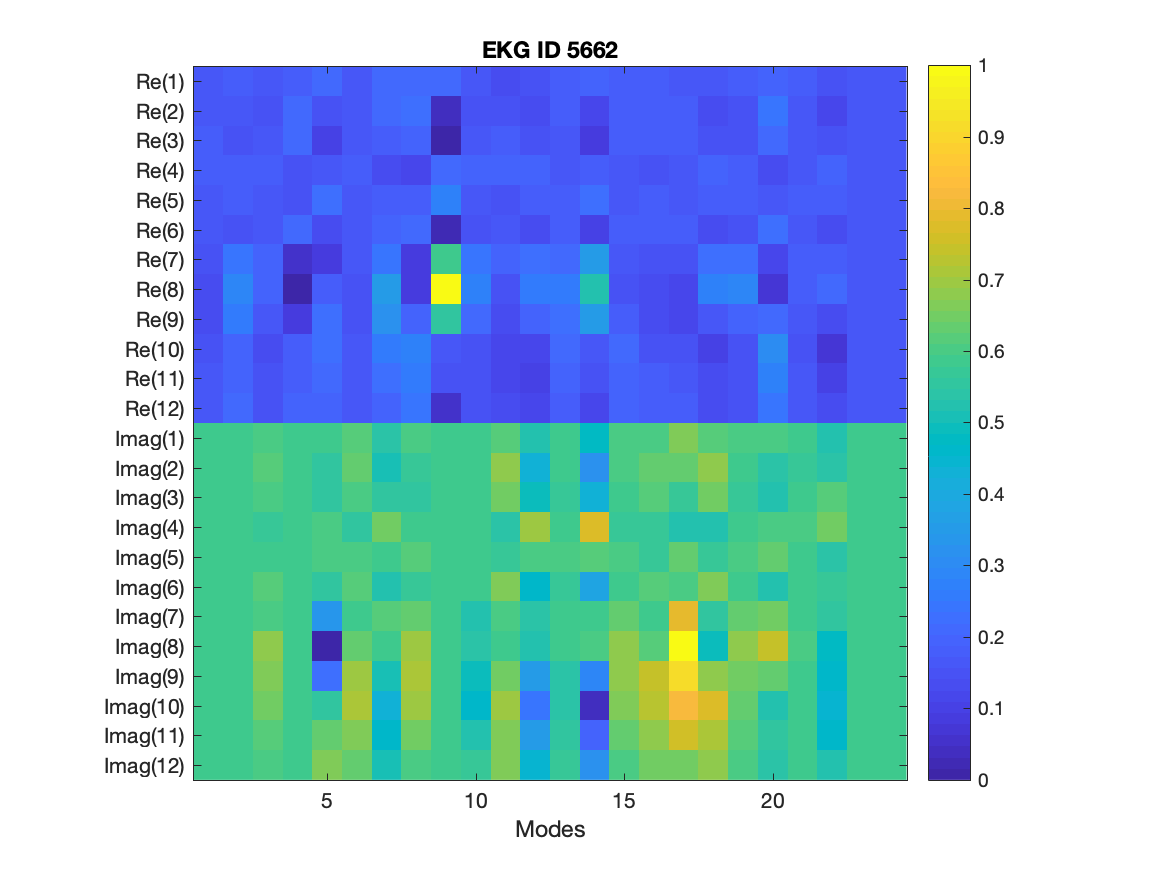 EKG ID 5662
Re(1)
Re(2)
Re(3)
Re(4)
Re(5)
Re(6)
Re(7)
Re(8)
Re(9)
Re(10)
Re(11)
Re(12)
Imag(1)
Imag(2)
Imag(3)
Imag(4)
Imag(5)
Imag(6)
Imag(7)
Imag(8)
Imag(9)
Imag(10)
Imag(11)
Imag(12)
5 10 15 20
Modes
1
0.9
0.8
0.7
0.6
0.5
0.4
0.3
0.2
0.1
0